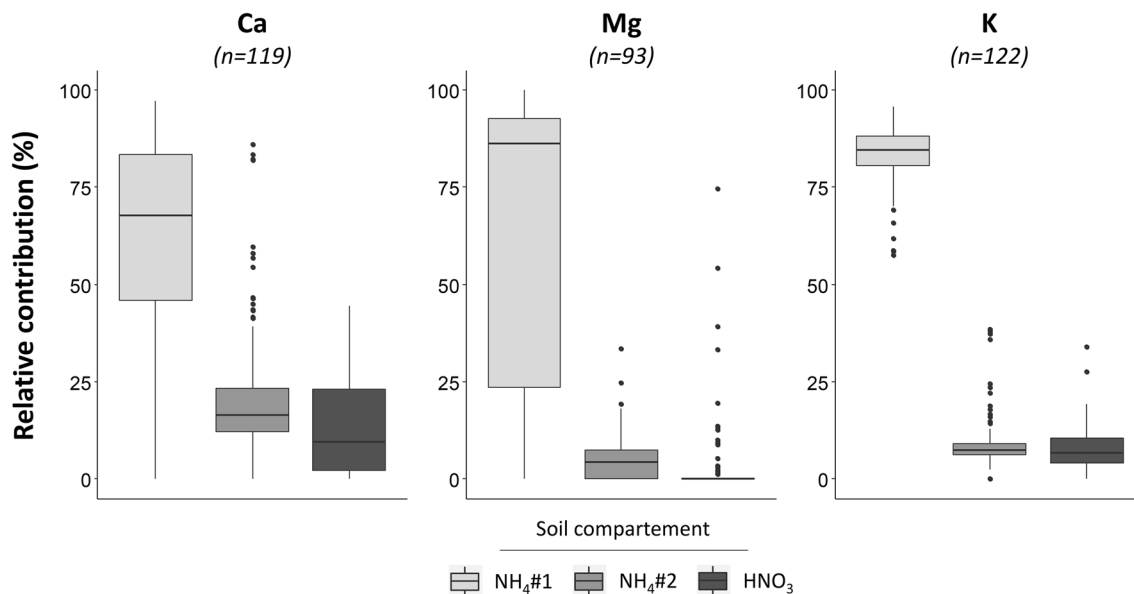 Ca
(n=119)
Mg
(n=93)
K
(n=122)
Relative contribution (%)
100
75
50
25
0
100
75
50
25
0
100
75
50
25
0
Soil compartement
NH₄#1 NH₄#2 HNO₃